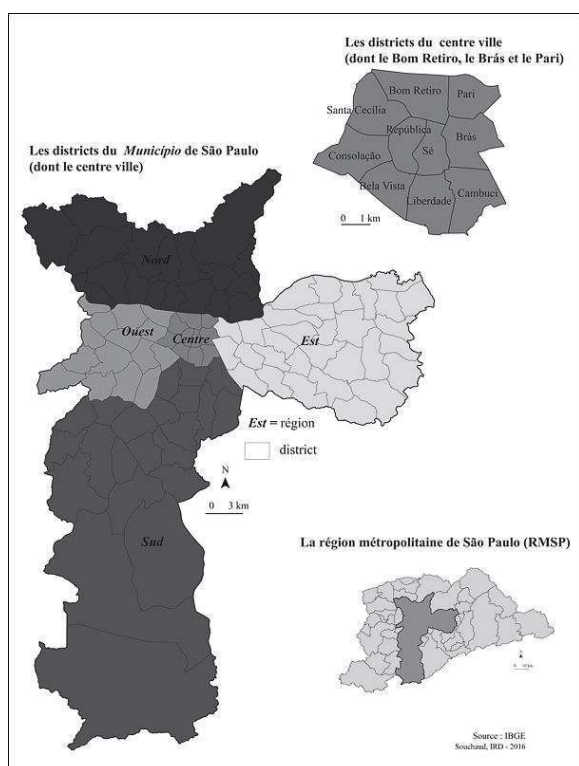 Les districts du centre ville
(dont le Bom Retiro, le Brás et le Pari)
Bom Retiro
Pari
Santa Cecília
República
Brás
Sé
Consolação
Bela Vista
Liberdade
Cambuci
0 1 km
Les districts du Município de São Paulo
(dont le centre ville)
Nord
Ouest
Centre
Est
Est = région
district
N
0 3 km
Sud
La région métropolitaine de São Paulo (RMSP)
N
Source : IBGE
Souchaud, IRD - 2016